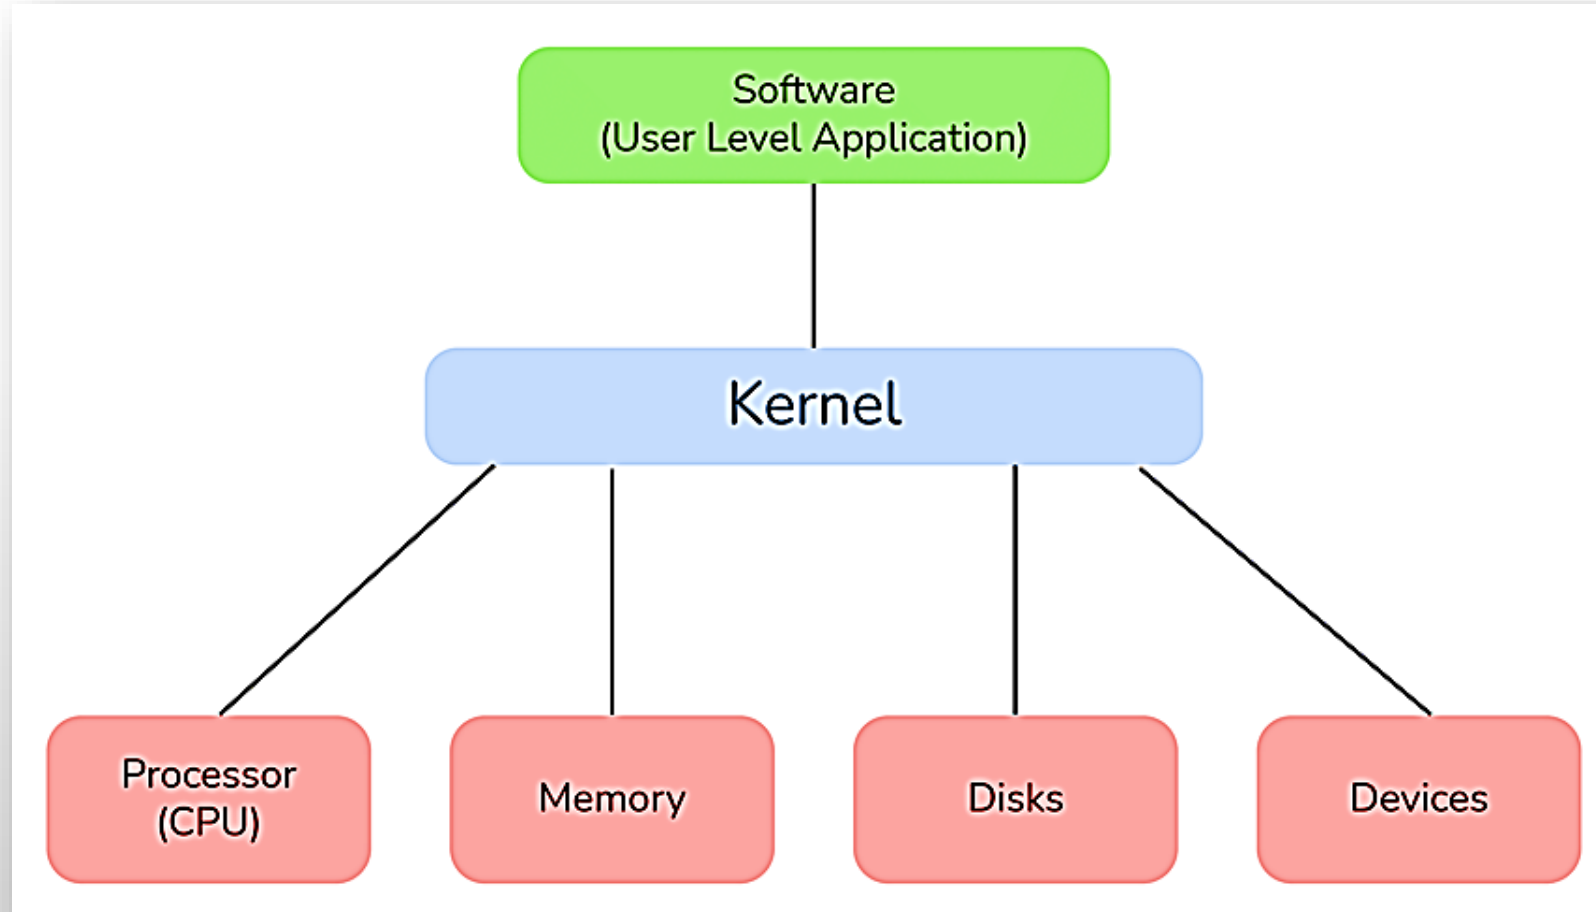 Software
(User Level Application)
Kernel
Processor
(CPU)
Memory
Disks
Devices